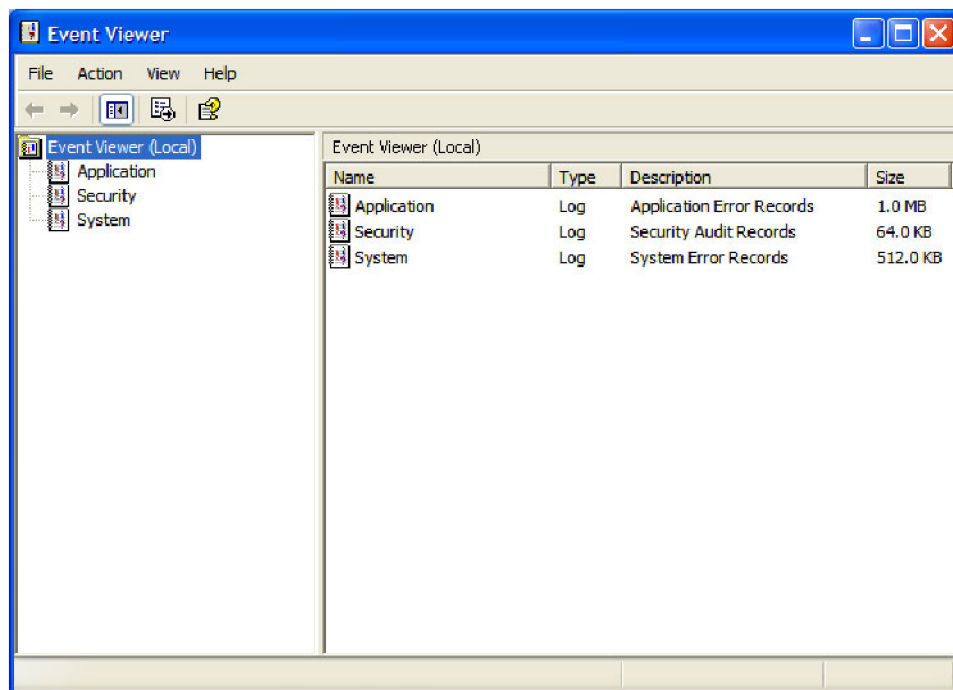 Event Viewer
File Action View Help
Event Viewer (Local)
Application
Security
System
Event Viewer (Local)
Name Type Description Size
Application Log Application Error Records 1.0 MB
Security Log Security Audit Records 64.0 KB
System Log System Error Records 512.0 KB